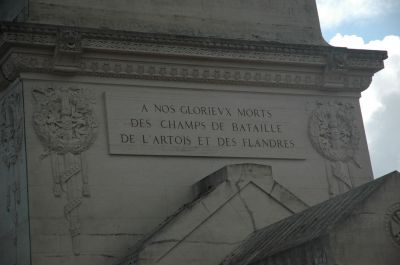 A NOS GLORIEVX MORTS
DES CHAMPS DE BATAILLE
DE L'ARTOIS ET DES FLANDRES